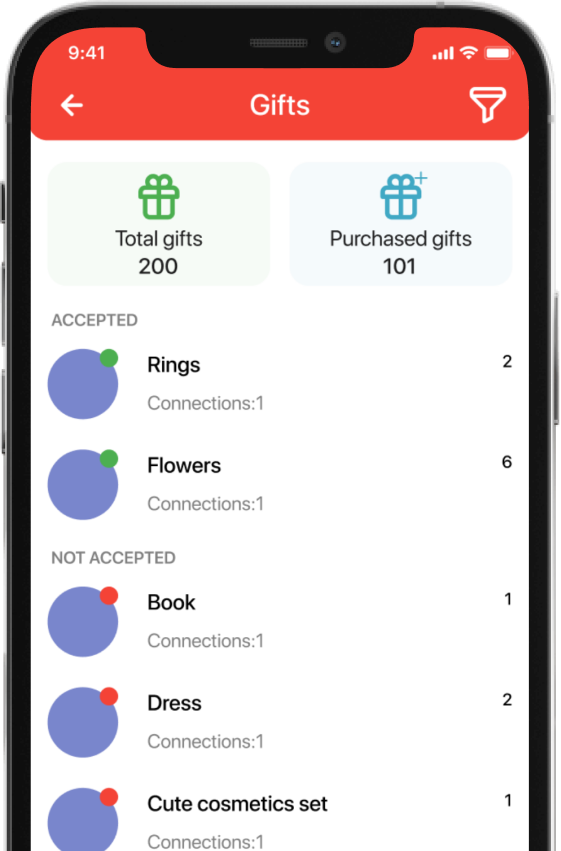 9:41
Gifts
Total gifts
200
Purchased gifts
101
ACCEPTED
Rings
2
Connections:1
Flowers
6
Connections:1
NOT ACCEPTED
Book
1
Connections:1
Dress
2
Connections:1
Cute cosmetics set
1
Connections:1